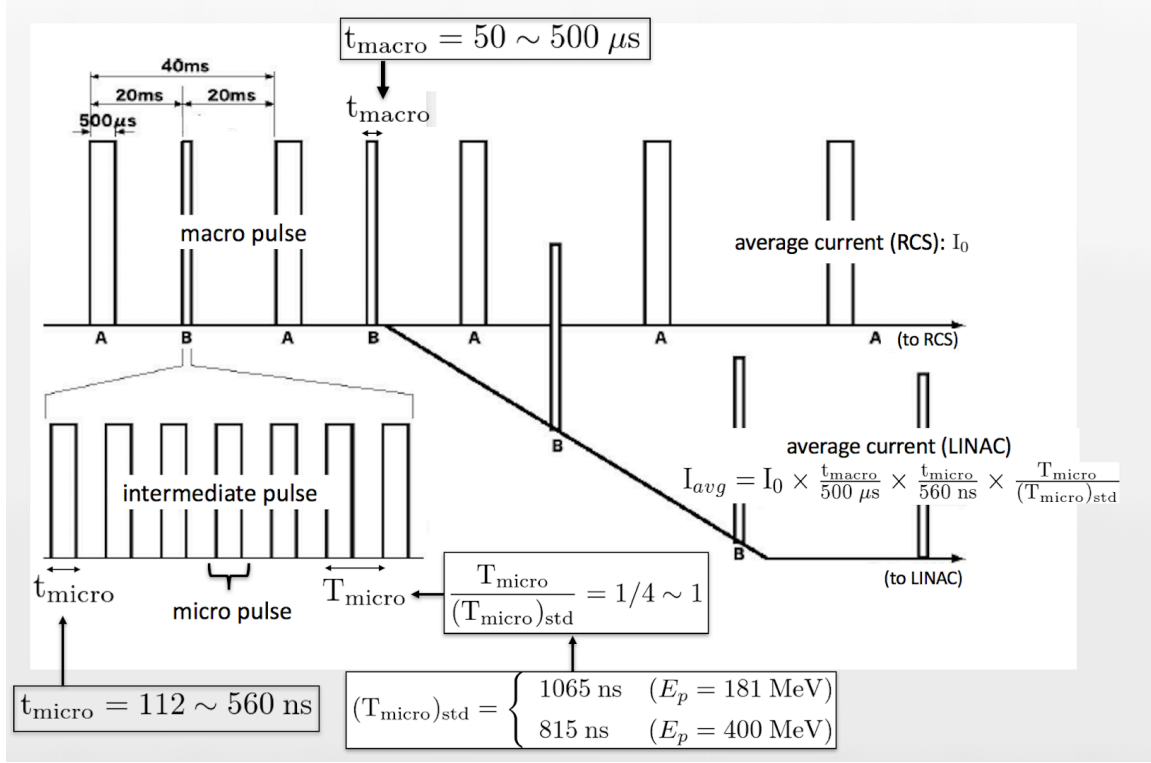 t_macro = 50 ~ 500 μs
40ms
20ms 20ms
500μs
t_macro
macro pulse
average current (RCS): I₀
A B A B A A A (to RCS)
B
intermediate pulse
average current (LINAC)
I_avg = I₀ × t_macro/500 μs × t_micro/560 ns × T_micro/(T_micro)_std
B
(to LINAC)
t_micro
micro pulse
T_micro
T_micro/(T_micro)_std = 1/4 ~ 1
t_micro = 112 ~ 560 ns
(T_micro)_std = { 1065 ns (E_p = 181 MeV)
815 ns (E_p = 400 MeV)